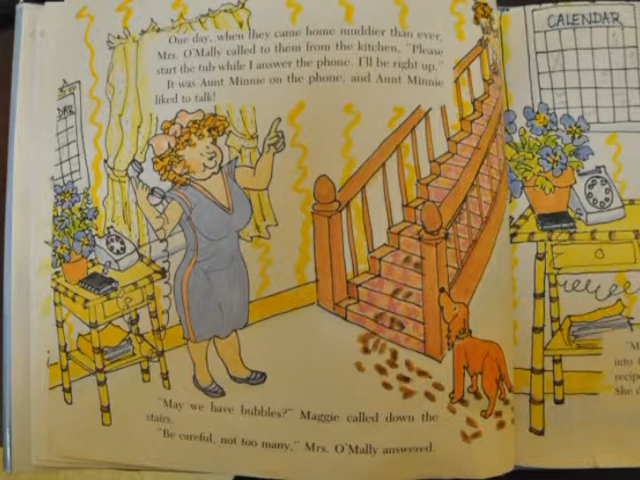 One day, when they came home muddier than ever,
Mrs. O'Mally called to them from the kitchen, "Please
start the tub while I answer the phone. I'll be right up."
It was Aunt Minnie on the phone, and Aunt Minnie
liked to talk!
"May we have bubbles?" Maggie called down the
stairs.
"Be careful, not too many," Mrs. O'Mally answered.
CALENDAR
"M
into
recipe
She